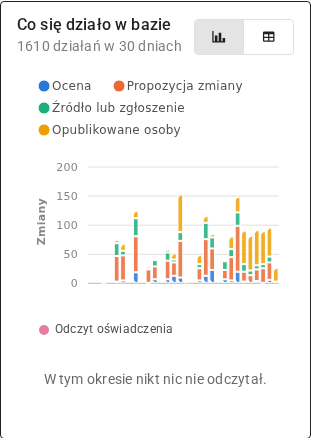 Co się działo w bazie
1610 działań w 30 dniach
Ocena
Propozycja zmiany
Źródło lub zgłoszenie
Opublikowane osoby
200
150
100
50
0
Zmiany
Odczyt oświadczenia
W tym okresie nikt nic nie odczytał.